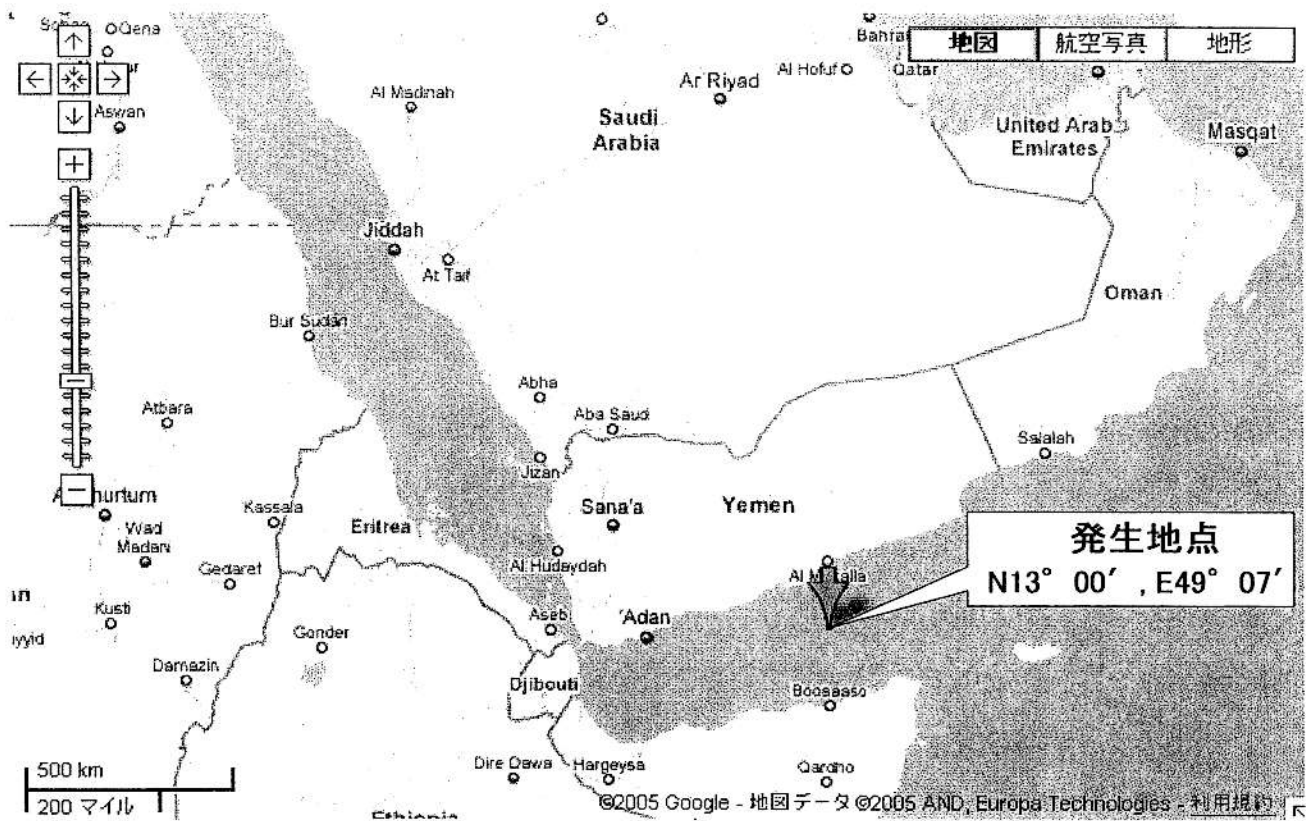 Qena
Bahra
地図
航空写真
地形
Al Hofuf
Qatar
Ar Riyad
Al Madinah
Aswan
Saudi
Arabia
United Arab
Emirates
Masqat
Jiddah
At Taif
Oman
Bur Sudan
Abha
Aba Saud
Atbara
Salalah
Jizan
Kassala
Sana'a
Yemen
Eritrea
Wad
Madani
Al Hudaydah
発生地点
N13° 00′ , E49° 07′
Gedaref
Kusti
Aseb
'Adan
Gonder
Damazin
Djibouti
Boosaaso
500 km
200 マイル
Dire Dawa
Hargeysa
Qardho
©2005 Google - 地図データ ©2005 AND, Europa Technologies - 利用規約
Ethiopia